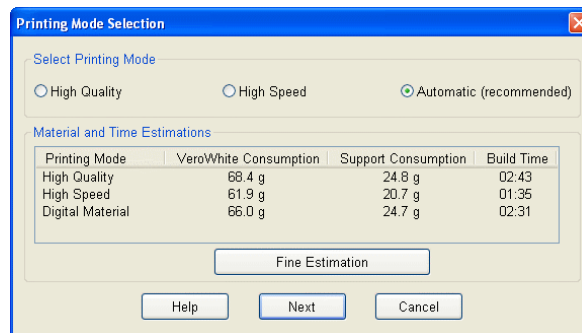 Printing Mode Selection
Select Printing Mode
High Quality High Speed Automatic (recommended)
Material and Time Estimations
Printing Mode VeroWhite Consumption Support Consumption Build Time
High Quality 68.4 g 24.8 g 02:43
High Speed 61.9 g 20.7 g 01:35
Digital Material 66.0 g 24.7 g 02:31
Fine Estimation
Help Next Cancel